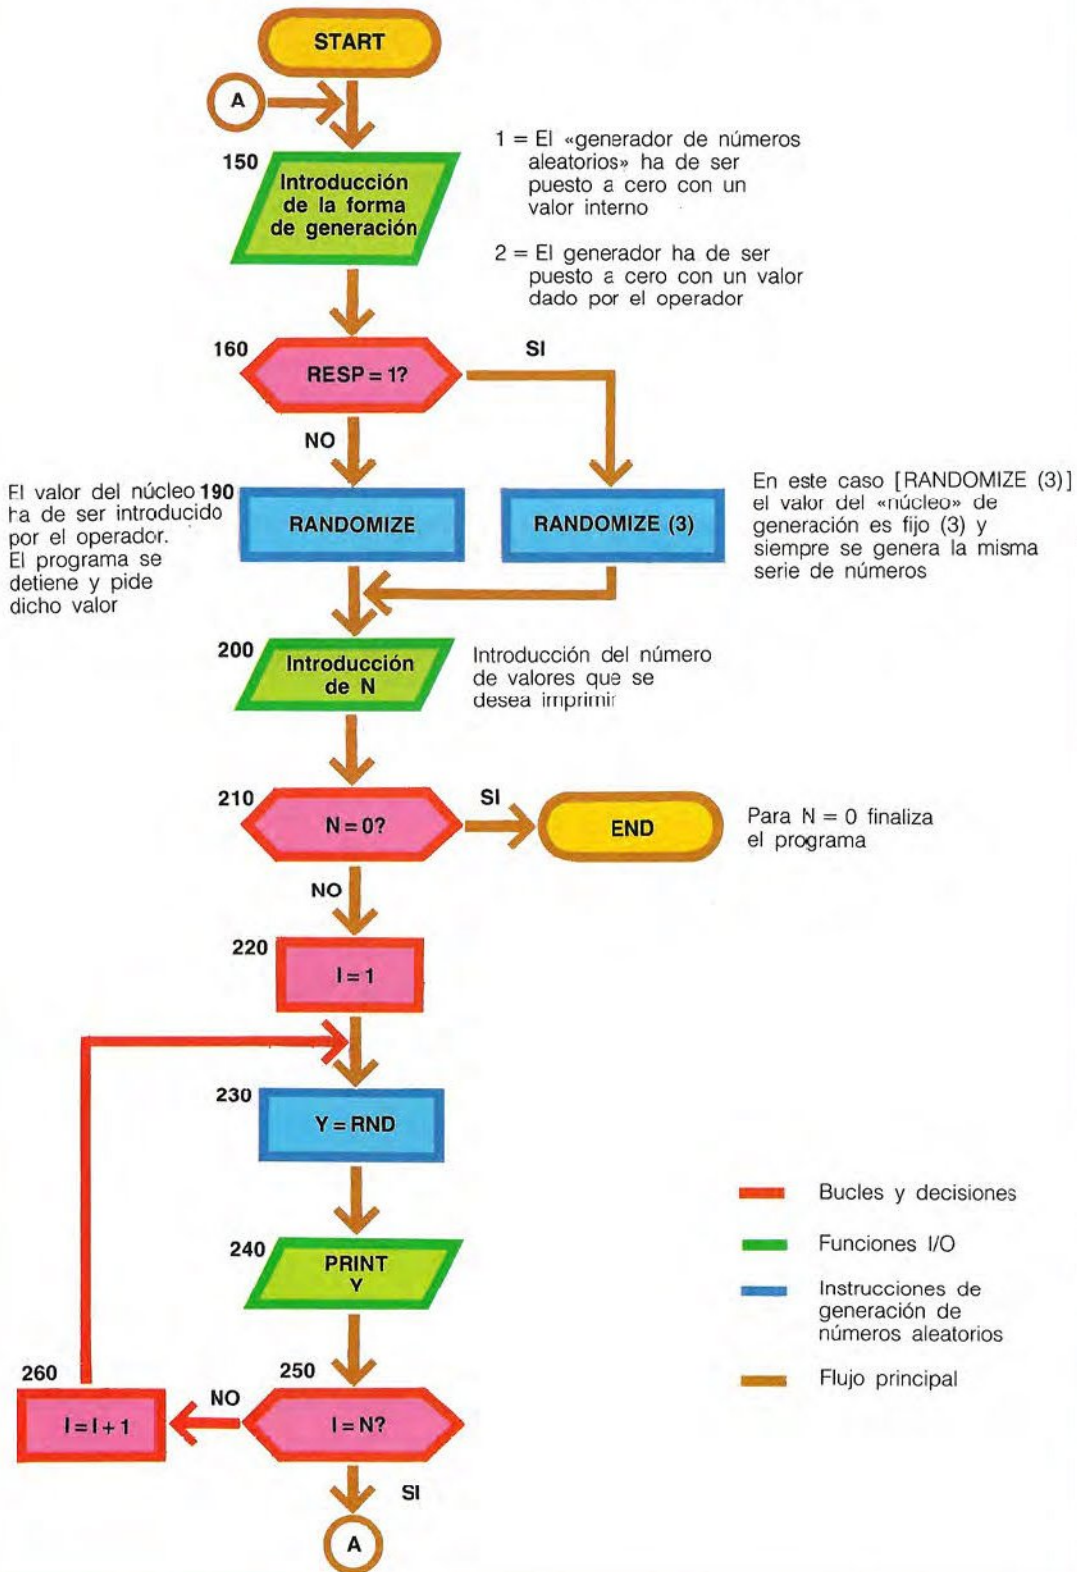 START
A
150
Introducción
de la forma
de generación
1 = El «generador de números
aleatorios» ha de ser
puesto a cero con un
valor interno
2 = El generador ha de ser
puesto a cero con un valor
dado por el operador
160
RESP = 1?
SI
NO
El valor del núcleo
ha de ser introducido
por el operador.
El programa se
detiene y pide
dicho valor
190
RANDOMIZE
RANDOMIZE (3)
En este caso [RANDOMIZE (3)]
el valor del «núcleo» de
generación es fijo (3) y
siempre se genera la misma
serie de números
200
Introducción
de N
Introducción del número
de valores que se
desea imprimir
210
N = 0?
SI
END
Para N = 0 finaliza
el programa
NO
220
I = 1
230
Y = RND
240
PRINT
Y
250
I = N?
NO
260
I = I + 1
SI
A
Bucles y decisiones
Funciones I/O
Instrucciones de
generación de
números aleatorios
Flujo principal